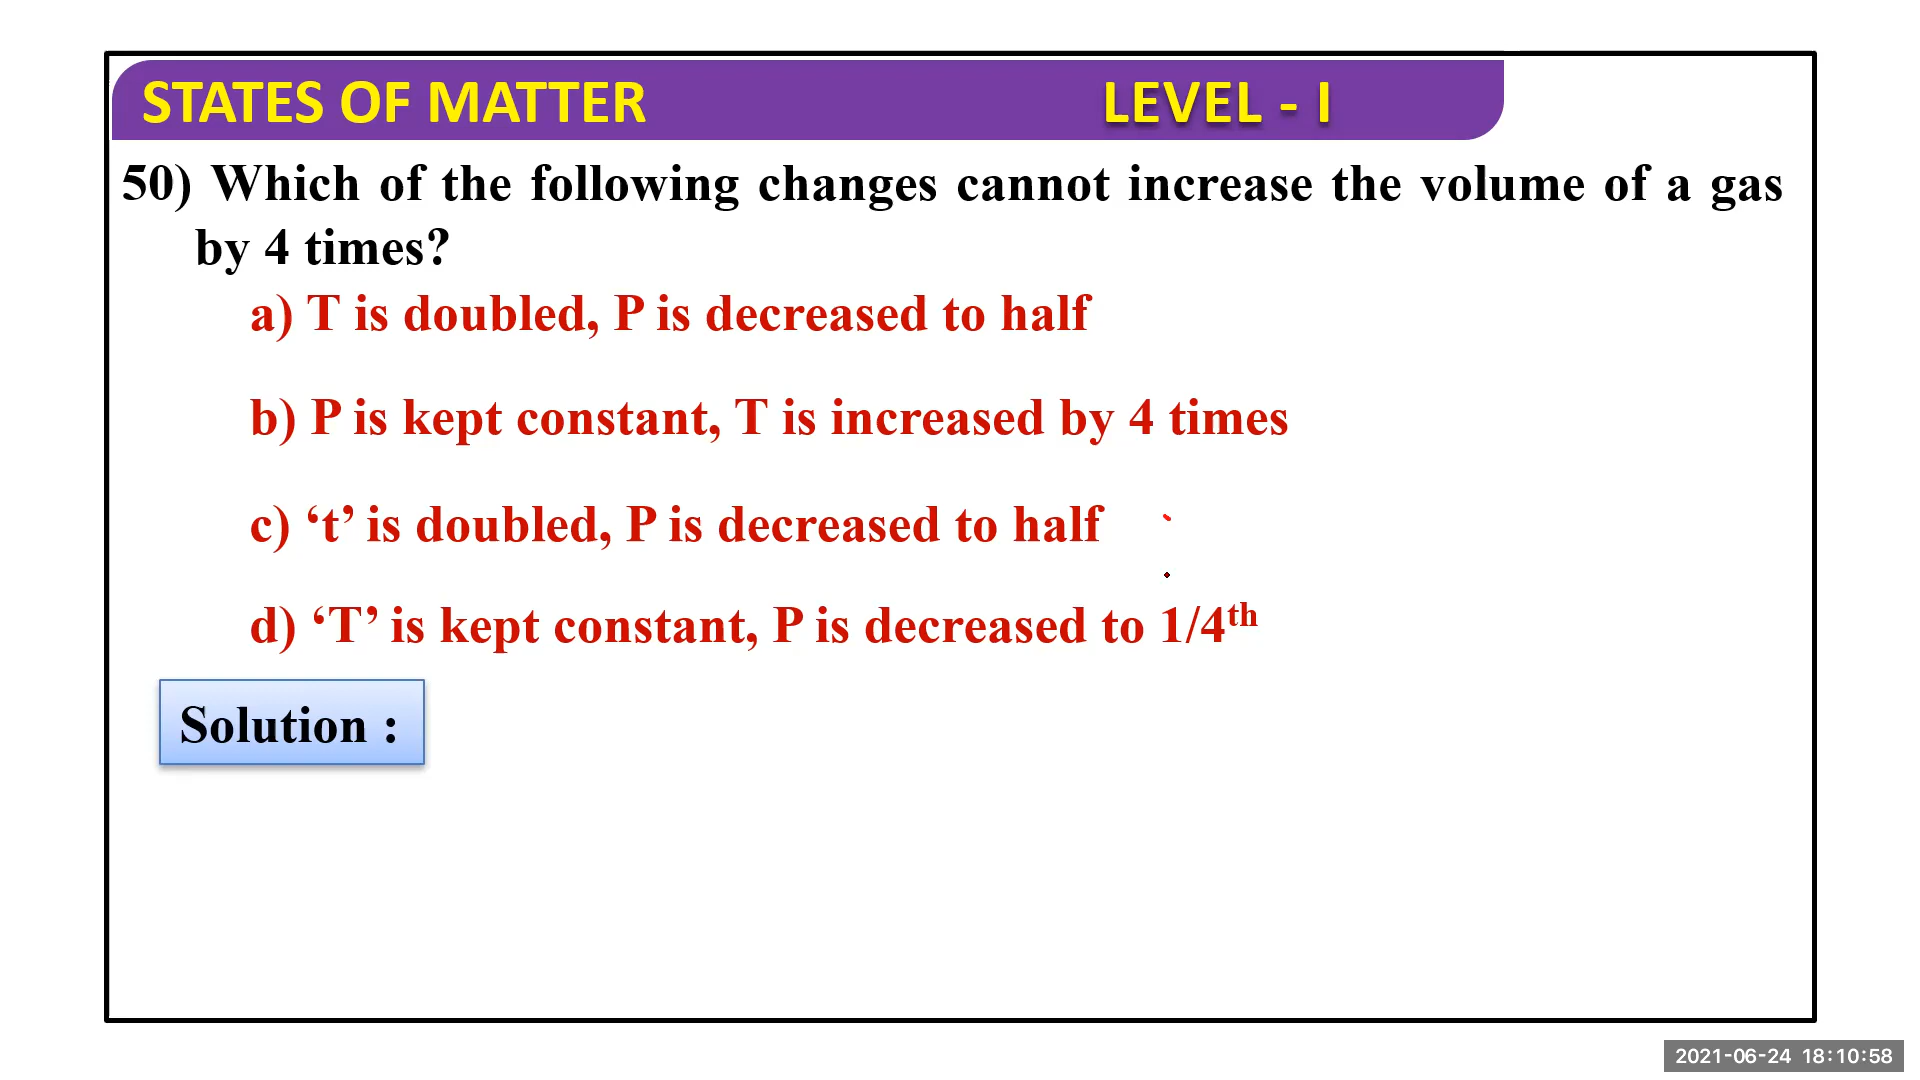 STATES OF MATTER LEVEL - I
50) Which of the following changes cannot increase the volume of a gas
by 4 times?
a) T is doubled, P is decreased to half
b) P is kept constant, T is increased by 4 times
c) ‘t’ is doubled, P is decreased to half
d) ‘T’ is kept constant, P is decreased to 1/4th
Solution :
2021-06-24 18:10:58